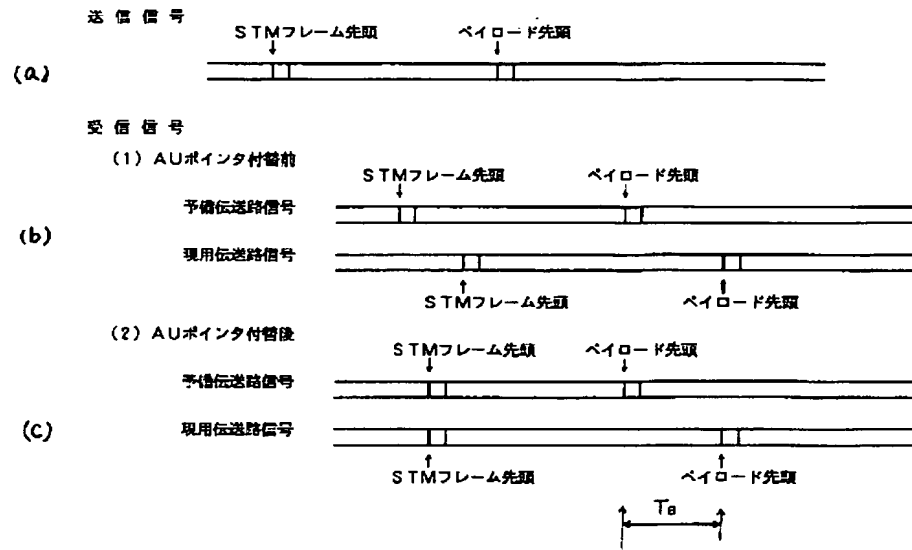 送信信号
STMフレーム先頭 ペイロード先頭
(a)
受信信号
(1) AUポインタ付替前
STMフレーム先頭 ペイロード先頭
予備伝送路信号
(b)
現用伝送路信号
STMフレーム先頭 ペイロード先頭
(2) AUポインタ付替後
STMフレーム先頭 ペイロード先頭
予備伝送路信号
(c)
現用伝送路信号
STMフレーム先頭 ペイロード先頭
TB